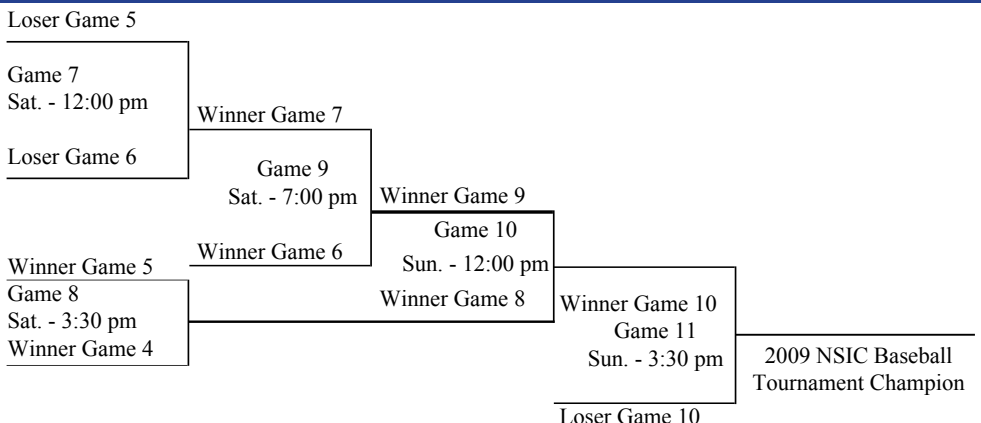 Loser Game 5
Game 7
Sat. - 12:00 pm
Loser Game 6
Winner Game 7
Game 9
Sat. - 7:00 pm
Winner Game 6
Winner Game 5
Game 8
Sat. - 3:30 pm
Winner Game 4
Winner Game 9
Game 10
Sun. - 12:00 pm
Winner Game 8
Winner Game 10
Game 11
Sun. - 3:30 pm
Loser Game 10
2009 NSIC Baseball
Tournament Champion